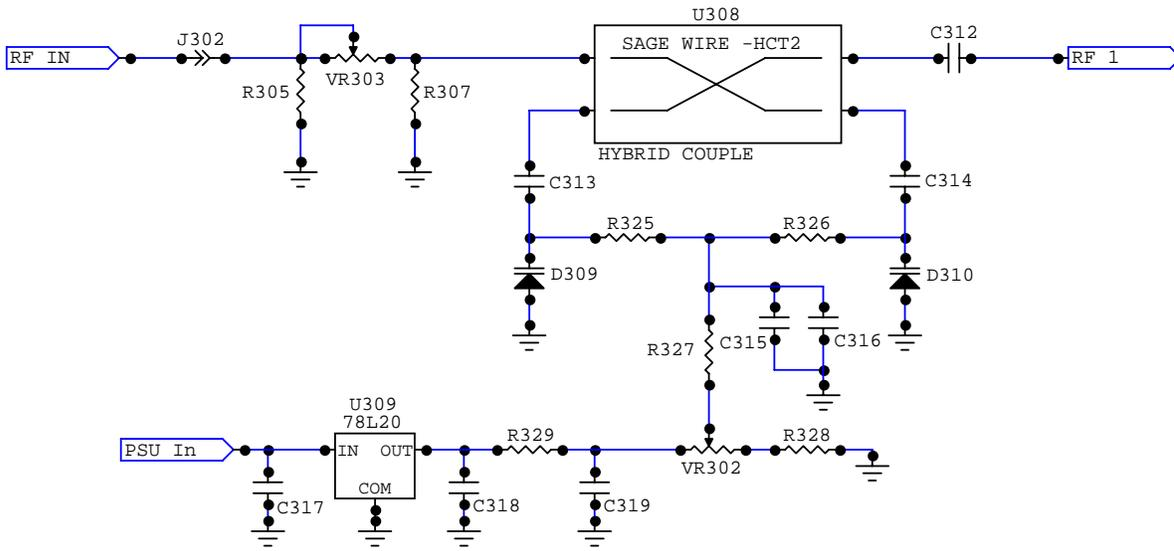 U308
J302
C312
RF IN
SAGE WIRE -HCT2
RF 1
VR303
R305
R307
HYBRID COUPLE
C313
C314
R325
R326
D309
D310
R327
C315
C316
U309
78L20
R329
R328
PSU In
IN OUT
VR302
COM
C317
C318
C319